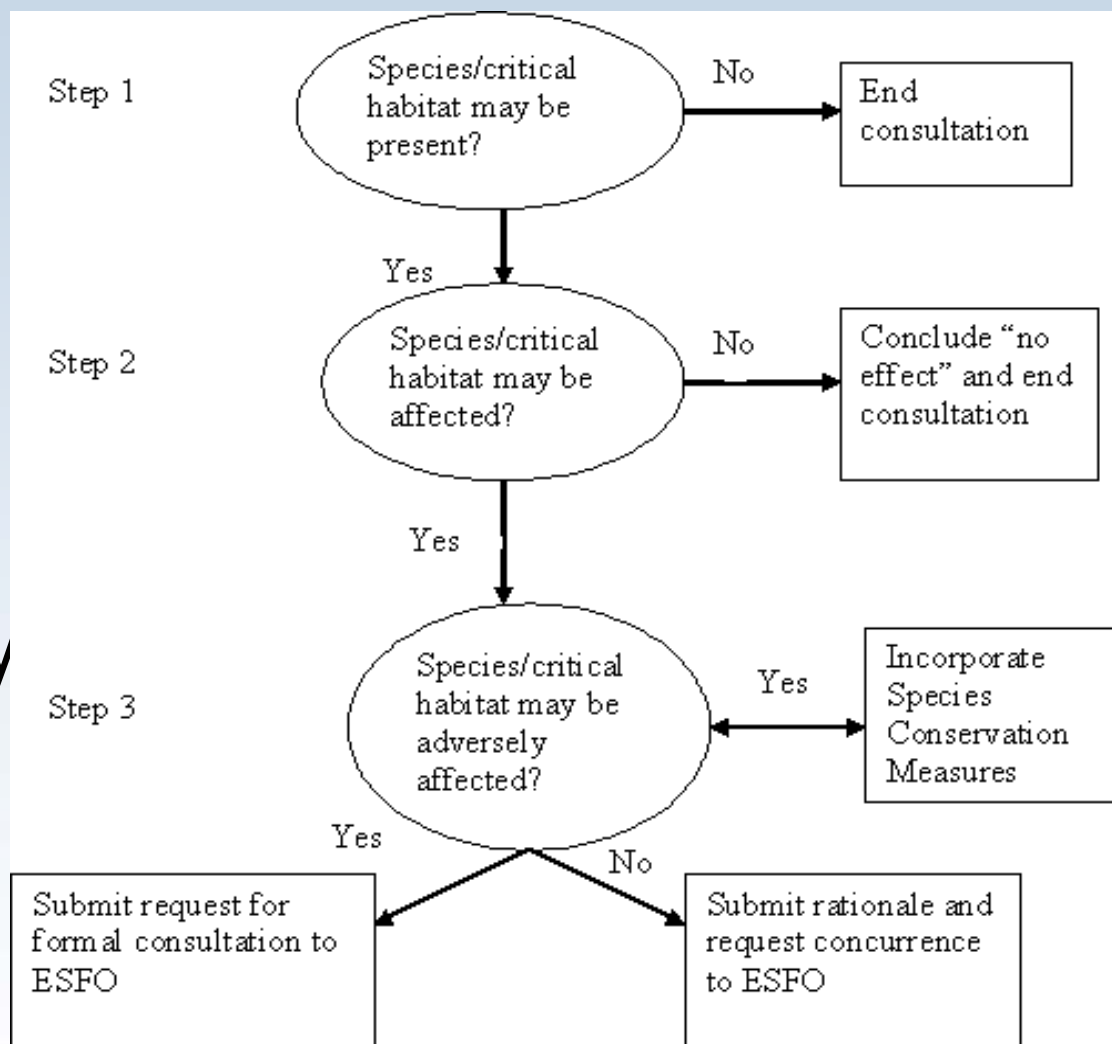 Step 1
Species/critical
habitat may be
present?
No
End
consultation
Yes
Step 2
Species/critical
habitat may be
affected?
No
Conclude “no
effect” and end
consultation
Yes
Step 3
Species/critical
habitat may be
adversely
affected?
Yes
Incorporate
Species
Conservation
Measures
Yes
No
Submit request for
formal consultation to
ESFO
Submit rationale and
request concurrence
to ESFO